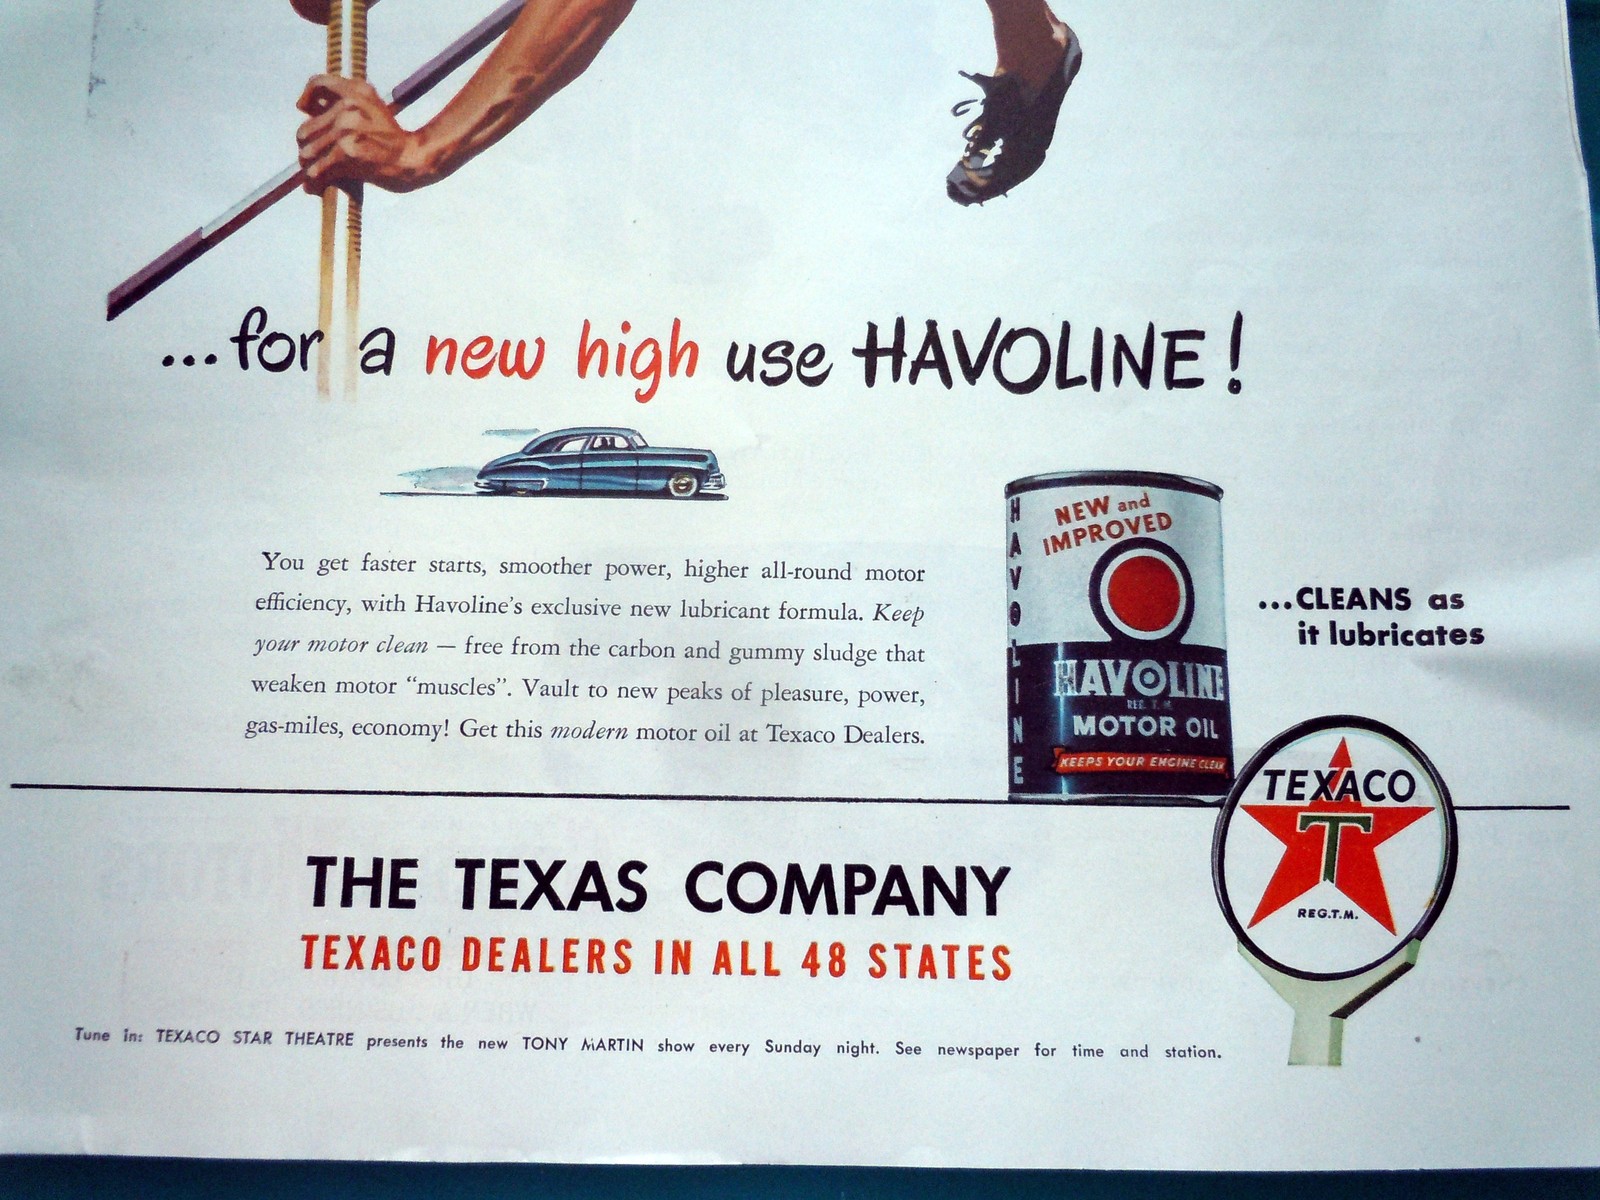 ...for a new high use HAVOLINE!
You get faster starts, smoother power, higher all-round motor
efficiency, with Havoline's exclusive new lubricant formula. Keep
your motor clean — free from the carbon and gummy sludge that
weaken motor “muscles”. Vault to new peaks of pleasure, power,
gas-miles, economy! Get this modern motor oil at Texaco Dealers.
HAVOLINE
NEW and
IMPROVED
HAVOLINE
REG. T. M.
MOTOR OIL
KEEPS YOUR ENGINE CLEAN
...CLEANS as
it lubricates
TEXACO
T
REG.T.M.
THE TEXAS COMPANY
TEXACO DEALERS IN ALL 48 STATES
Tune in: TEXACO STAR THEATRE presents the new TONY MARTIN show every Sunday night. See newspaper for time and station.